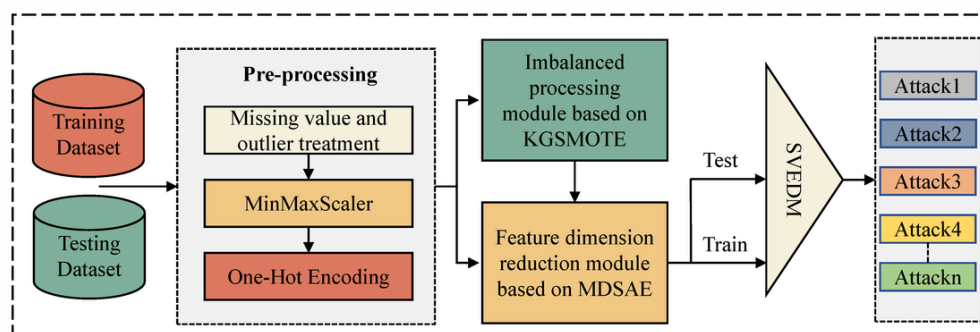 Training
Dataset
Testing
Dataset
Pre-processing
Missing value and
outlier treatment
MinMaxScaler
One-Hot Encoding
Imbalanced
processing
module based on
KGSMOTE
Feature dimension
reduction module
based on MDSAE
Test
Train
SVEDM
Attack1
Attack2
Attack3
Attack4
Attackn